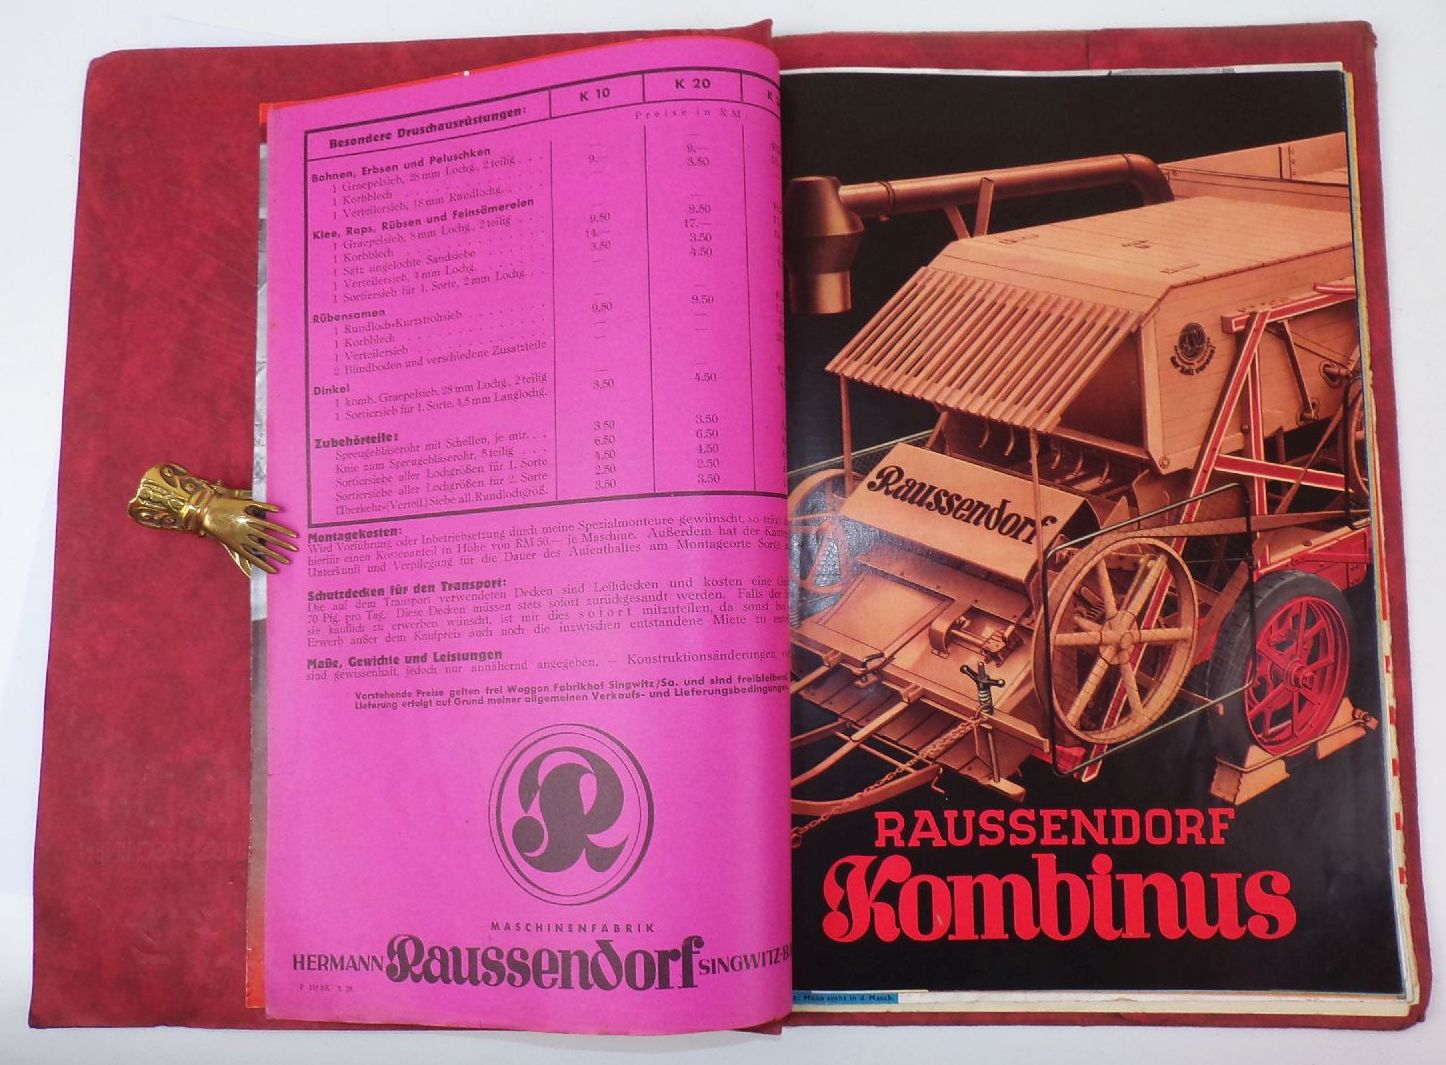 Besondere Druschausrüstungen:
K 10
K 20
Preise in RM
Bohnen, Erbsen und Peluschken
1 Graepelsieb, 28 mm Lochg., 2 teilig . . .
1 Korbblech
1 Verteilersieb, 18 mm Rundlochg.
9.—
9.—
3.50
Klee, Raps, Rübsen und Feinsämereien
1 Graepelsieb, 8 mm Lochg., 2 teilig . . .
1 Korbblech
1 Satz ungelochte Sandsiebe
1 Verteilersieb, 4 mm Lochg.
1 Sortiersieb für 1. Sorte, 2 mm Lochg. . .
9.50
14.—
3.50
9.50
17.—
3.50
4.50
Rübensamen
1 Rundloch-Kurzstrohsieb
1 Korbblech
1 Verteilersieb
2 Blindböden und verschiedene Zusatzteile
9.50
9.50
Dinkel
1 komb. Graepelsieb, 28 mm Lochg., 2 teilig
1 Sortiersieb für 1. Sorte, 4,5 mm Langlochg.
3.50
4.50
Zubehörteile:
Spreugebläserohr mit Schellen, je mtr. . . 3.50 3.50
Knie zum Spreugebläserohr, 5 teilig . . . 6.50 6.50
Sortiersiebe aller Lochgrößen für 1. Sorte 4.50 4.50
Sortiersiebe aller Lochgrößen für 2. Sorte 2.50 2.50
Überkehr-(Verteil.)Siebe all. Rundlochgröß. 3.50 3.50
Montagekosten:
Wird Vorführung oder Inbetriebsetzung durch meine Spezialmonteure gewünscht, so
hierfür einen Kostenanteil in Höhe von RM 50.— je Maschine. Außerdem hat der
Unterkunft und Verpflegung für die Dauer des Aufenthaltes am Montageorte
Schutzdecken für den Transport:
Die auf dem Transport verwendeten Decken sind Leihdecken und kosten eine
70 Pfg. pro Tag. Diese Decken müssen stets sofort zurückgesandt werden. Falls der
sie käuflich zu erwerben wünscht, ist mir dies sofort mitzuteilen, da sonst
Erwerb außer dem Kaufpreis auch noch die inzwischen entstandene Miete zu
Maße, Gewichte und Leistungen
sind gewissenhaft, jedoch nur annähernd angegeben. — Konstruktionsänderungen
Vorstehende Preise gelten frei Waggon Fabrikhof Singwitz/Sa. und sind freibleibend.
Lieferung erfolgt auf Grund meiner allgemeinen Verkaufs- und Lieferungsbedingungen
R
MASCHINENFABRIK
HERMANN Raussendorf SINGWITZ-B
Raussendorf
RAUSSENDORF
Kombinus
Mann steht in d. Masch.